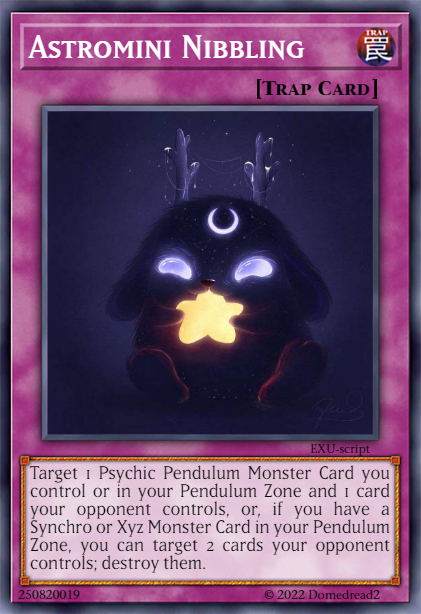 Astromini Nibbling
TRAP
罠
[Trap Card]
EXU-script
Target 1 Psychic Pendulum Monster Card you
control or in your Pendulum Zone and 1 card
your opponent controls, or, if you have a
Synchro or Xyz Monster Card in your Pendulum
Zone, you can target 2 cards your opponent
controls; destroy them.
250820019
© 2022 Domedread2